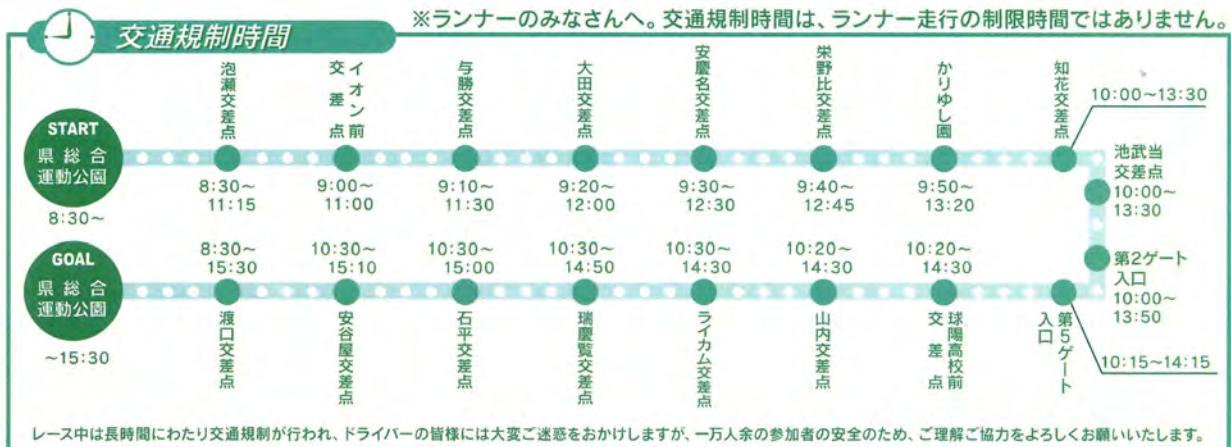 ※ランナーのみなさんへ。交通規制時間は、ランナー走行の制限時間ではありません。
交通規制時間
START
県総合
運動公園
8:30～
泡瀬交差点
8:30～
11:15
イオン前
交差点
9:00～
11:00
与勝交差点
9:10～
11:30
大田交差点
9:20～
12:00
安慶名交差点
9:30～
12:30
栄野比交差点
9:40～
12:45
かりゆし園
9:50～
13:20
知花交差点
10:00～13:30
池武当
交差点
10:00～
13:30
第2ゲート
入口
10:00～
13:50
第5ゲート
入口
10:15～14:15
10:20～
14:30
球陽高校前
交差点
10:20～
14:30
山内交差点
10:30～
14:30
ライカム交差点
10:30～
14:50
瑞慶覧交差点
10:30～
15:00
石平交差点
10:30～
15:10
安谷屋交差点
8:30～
15:30
渡口交差点
GOAL
県総合
運動公園
～15:30
レース中は長時間にわたり交通規制が行われ、ドライバーの皆様には大変ご迷惑をおかけしますが、一万人余の参加者の安全のため、ご理解ご協力をよろしくお願いいたします。